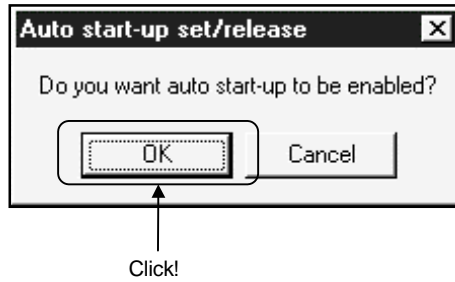 Auto start-up set/release
Do you want auto start-up to be enabled?
OK
Cancel
Click!